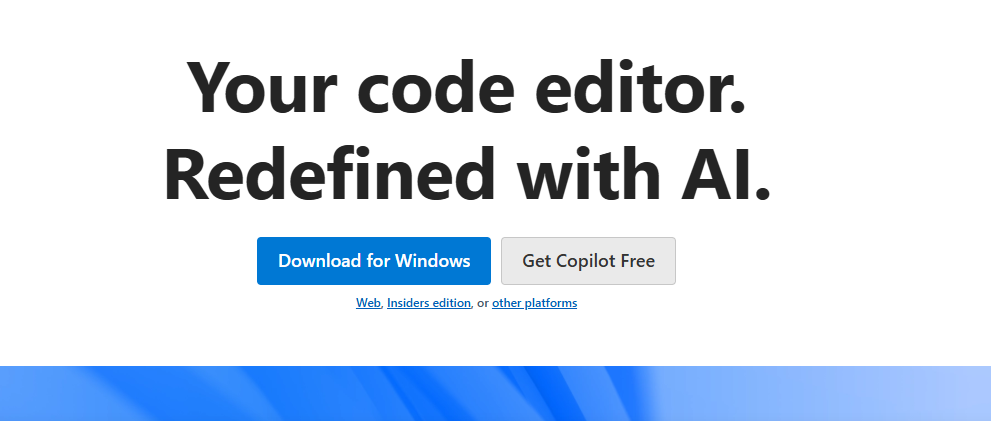 Your code editor.
Redefined with AI.
Download for Windows
Get Copilot Free
Web, Insiders edition, or other platforms